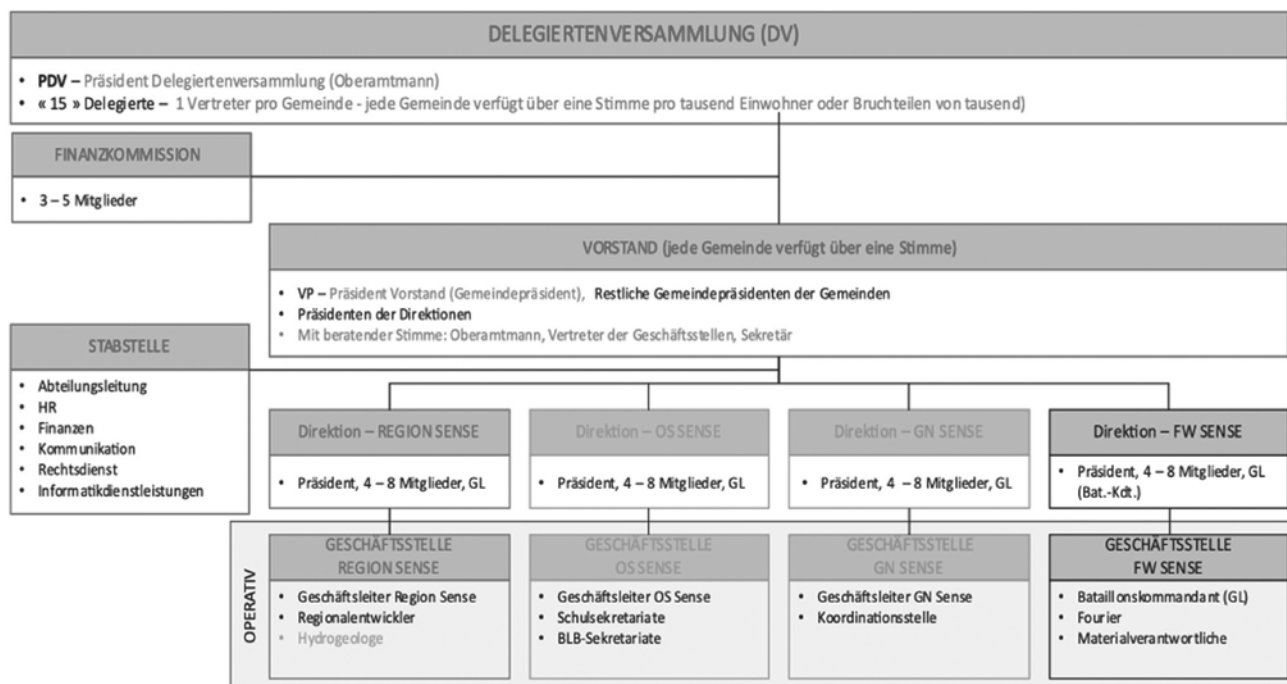 DELEGIERTENVERSAMMLUNG (DV)
• PDV – Präsident Delegiertenversammlung (Oberamtmann)
• « 15 » Delegierte – 1 Vertreter pro Gemeinde - jede Gemeinde verfügt über eine Stimme pro tausend Einwohner oder Bruchteilen von tausend)
FINANZKOMMISSION
• 3 – 5 Mitglieder
VORSTAND (jede Gemeinde verfügt über eine Stimme)
• VP – Präsident Vorstand (Gemeindepräsident), Restliche Gemeindepräsidenten der Gemeinden
• Präsidenten der Direktionen
• Mit beratender Stimme: Oberamtmann, Vertreter der Geschäftsstellen, Sekretär
STABSTELLE
• Abteilungsleitung
• HR
• Finanzen
• Kommunikation
• Rechtsdienst
• Informatikdienstleistungen
Direktion – REGION SENSE
• Präsident, 4 – 8 Mitglieder, GL
Direktion – OS SENSE
• Präsident, 4 – 8 Mitglieder, GL
Direktion – GN SENSE
• Präsident, 4 – 8 Mitglieder, GL
Direktion – FW SENSE
• Präsident, 4 – 8 Mitglieder, GL
(Bat.-Kdt.)
OPERATIV
GESCHÄFTSSTELLE
REGION SENSE
• Geschäftsleiter Region Sense
• Regionalentwickler
• Hydrogeologe
GESCHÄFTSSTELLE
OS SENSE
• Geschäftsleiter OS Sense
• Schulsekretariate
• BLB-Sekretariate
GESCHÄFTSSTELLE
GN SENSE
• Geschäftsleiter GN Sense
• Koordinationsstelle
GESCHÄFTSSTELLE
FW SENSE
• Bataillonskommandant (GL)
• Fourier
• Materialverantwortliche